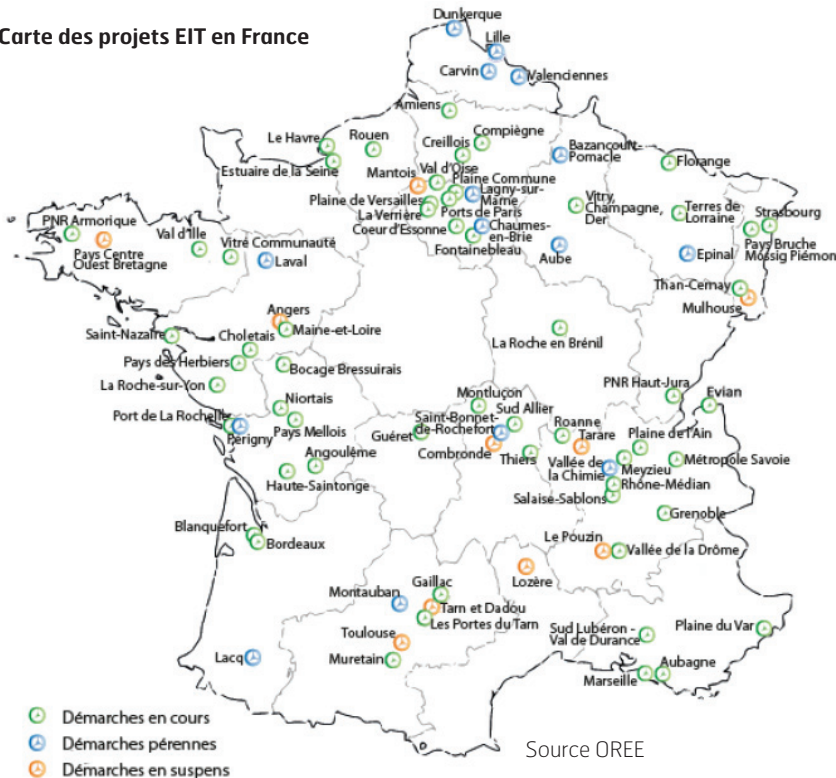 Carte des projets EIT en France
Dunkerque
Lille
Carvin
Valenciennes
Amiens
Compiègne
Creillois
Le Havre
Rouen
Estuaire de la Seine
Bazancourt-
Pomacle
Florange
Mantois
Val d'Oise
Plaine Commune
Lagny-sur-
Marne
Plaine de Versailles
La Verrière
Ports de Paris
Coeur d'Essonne
Chaumes-
en-Brie
Fontainebleau
Vitry,
Champagne,
Der
Terres de
Lorraine
Strasbourg
Pays Bruche
Mossig Piémon
Aube
Epinal
Than-Cernay
Mulhouse
PNR Armorique
Pays Centre
Ouest Bretagne
Val d'Ille
Vitré Communauté
Laval
Angers
Maine-et-Loire
Saint-Nazaire
Choletais
Pays des Herbiers
Bocage Bressuirais
La Roche-sur-Yon
La Roche en Brénil
PNR Haut-Jura
Evian
Niortais
Port de La Rochelle
Périgny
Pays Mellois
Montluçon
Sud Allier
Saint-Bonnet-
de-Rochefort
Guéret
Combronde
Thiers
Roanne
Tarare
Plaine de l'Ain
Vallée de
la Chimie
Meyzieu
Métropole Savoie
Rhône-Médian
Salaise-Sablons
Grenoble
Angoulême
Haute-Saintonge
Blanquefort
Bordeaux
Le Pouzin
Vallée de la Drôme
Lozère
Montauban
Gaillac
Tarn et Dadou
Les Portes du Tarn
Toulouse
Muretain
Lacq
Sud Lubéron -
Val de Durance
Plaine du Var
Aubagne
Marseille
Démarches en cours
Démarches pérennes
Démarches en suspens
Source OREE